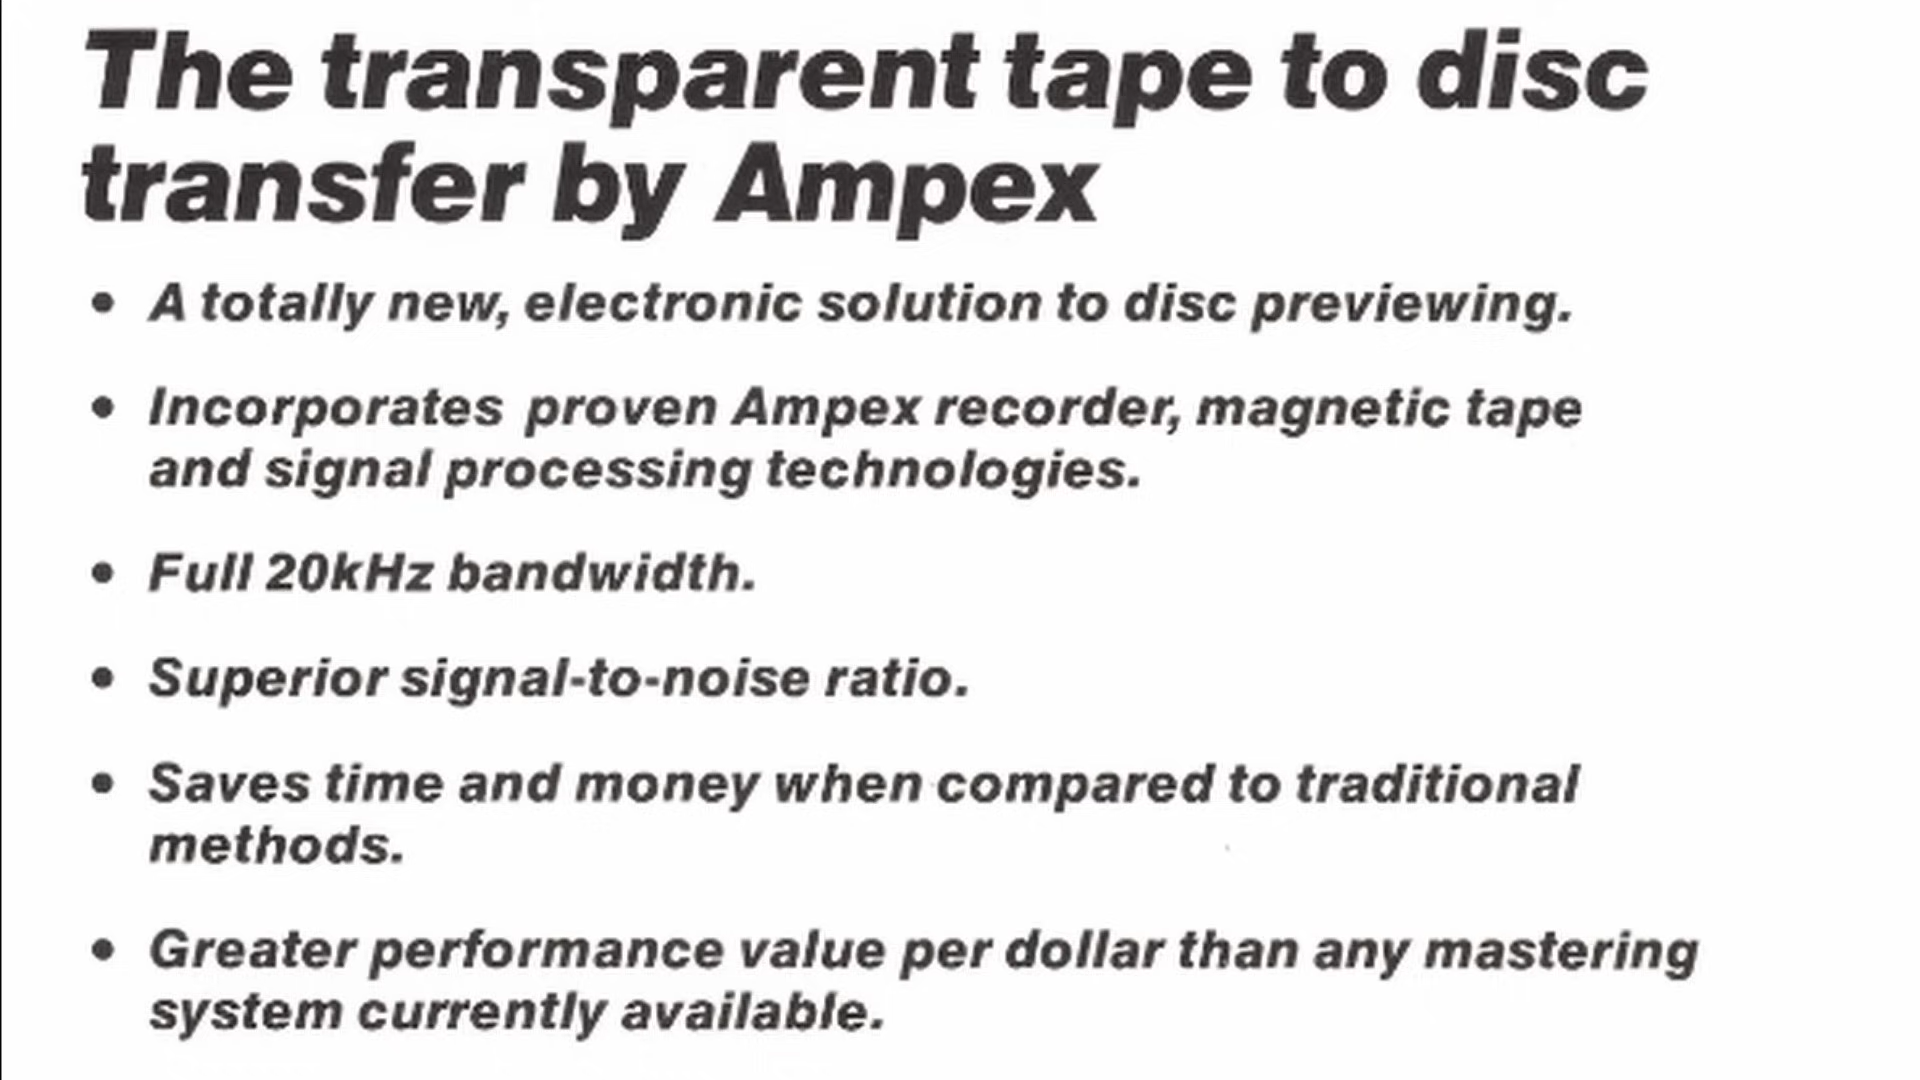 The transparent tape to disc
transfer by Ampex
• A totally new, electronic solution to disc previewing.
• Incorporates proven Ampex recorder, magnetic tape
and signal processing technologies.
• Full 20kHz bandwidth.
• Superior signal-to-noise ratio.
• Saves time and money when compared to traditional
methods.
• Greater performance value per dollar than any mastering
system currently available.